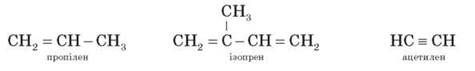 CH₃
|
CH₂=CH–CH₃ CH₂=C–CH=CH₂ HC≡CH
пропілен ізопрен ацетилен